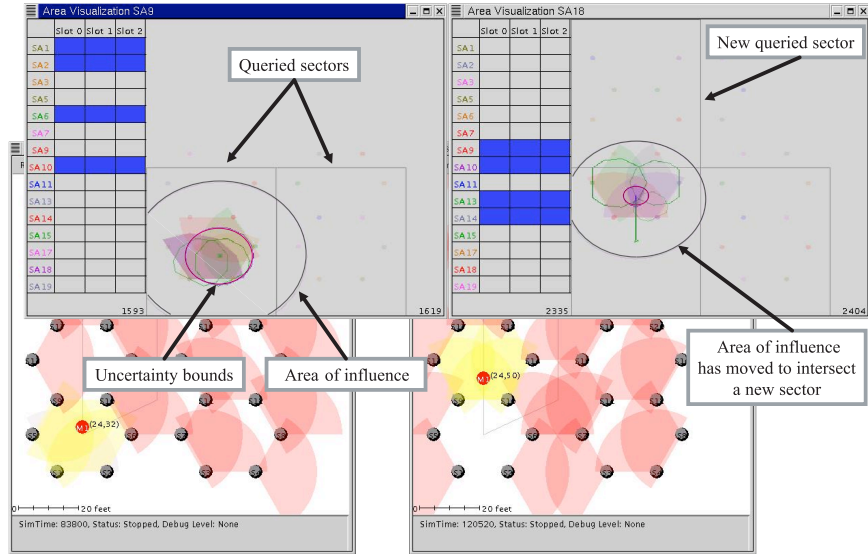 Area Visualization SA9
Slot 0 Slot 1 Slot 2
SA1
SA2
SA3
SA5
SA6
SA7
SA9
SA10
SA11
SA13
SA14
SA15
SA17
SA18
SA19
1593
1619
Queried sectors
Uncertainty bounds
Area of influence
M1 (24,32)
20 feet
SimTime: 83800, Status: Stopped, Debug Level: None
Area Visualization SA18
Slot 0 Slot 1 Slot 2
SA1
SA2
SA3
SA5
SA6
SA7
SA9
SA10
SA11
SA13
SA14
SA15
SA17
SA18
SA19
2335
2404
New queried sector
Area of influence
has moved to intersect
a new sector
(24,50)
20 feet
SimTime: 120520, Status: Stopped, Debug Level: None